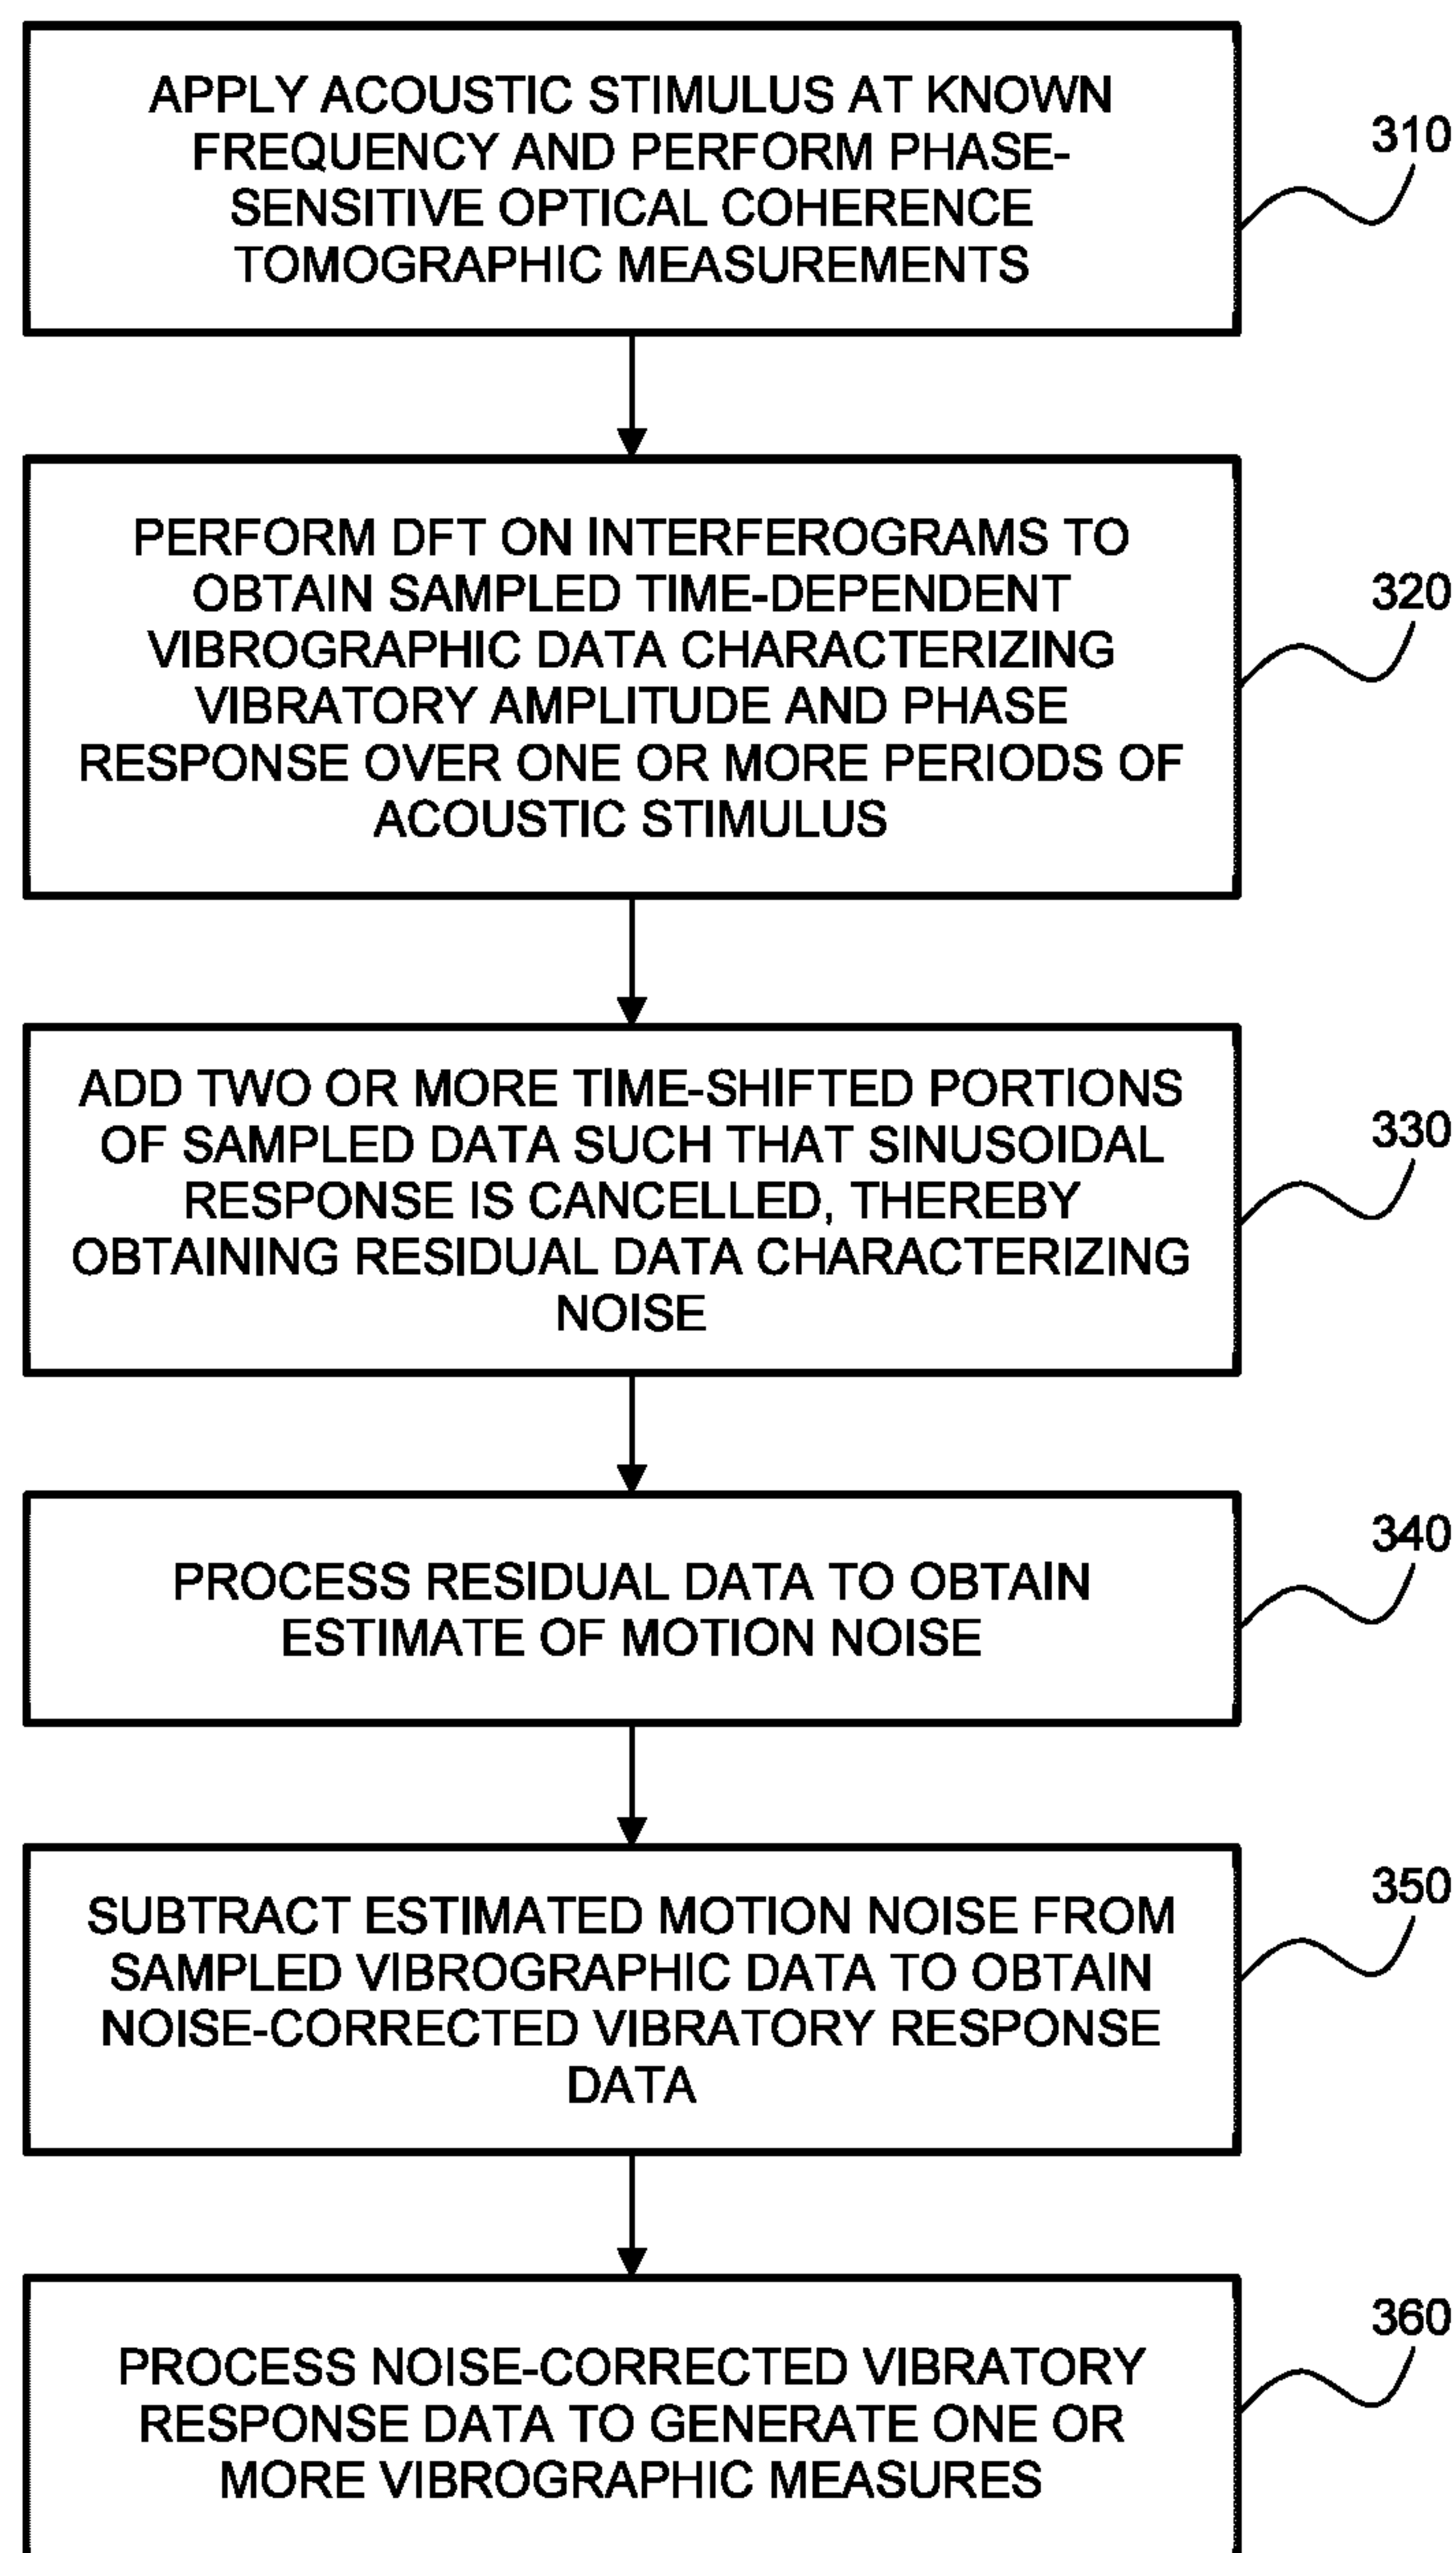 APPLY ACOUSTIC STIMULUS AT KNOWN
FREQUENCY AND PERFORM PHASE-
SENSITIVE OPTICAL COHERENCE
TOMOGRAPHIC MEASUREMENTS
310
PERFORM DFT ON INTERFEROGRAMS TO
OBTAIN SAMPLED TIME-DEPENDENT
VIBROGRAPHIC DATA CHARACTERIZING
VIBRATORY AMPLITUDE AND PHASE
RESPONSE OVER ONE OR MORE PERIODS OF
ACOUSTIC STIMULUS
320
ADD TWO OR MORE TIME-SHIFTED PORTIONS
OF SAMPLED DATA SUCH THAT SINUSOIDAL
RESPONSE IS CANCELLED, THEREBY
OBTAINING RESIDUAL DATA CHARACTERIZING
NOISE
330
PROCESS RESIDUAL DATA TO OBTAIN
ESTIMATE OF MOTION NOISE
340
SUBTRACT ESTIMATED MOTION NOISE FROM
SAMPLED VIBROGRAPHIC DATA TO OBTAIN
NOISE-CORRECTED VIBRATORY RESPONSE
DATA
350
PROCESS NOISE-CORRECTED VIBRATORY
RESPONSE DATA TO GENERATE ONE OR
MORE VIBROGRAPHIC MEASURES
360